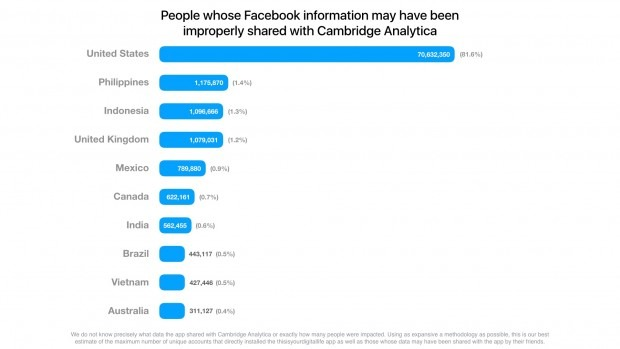 People whose Facebook information may have been
improperly shared with Cambridge Analytica
United States 70,632,350 (81.6%)
Philippines 1,175,870 (1.4%)
Indonesia 1,096,666 (1.3%)
United Kingdom 1,079,031 (1.2%)
Mexico 789,880 (0.9%)
Canada 622,161 (0.7%)
India 562,455 (0.6%)
Brazil 443,117 (0.5%)
Vietnam 427,446 (0.5%)
Australia 311,127 (0.4%)
We do not know precisely what data the app shared with Cambridge Analytica or exactly how many people were impacted. Using as expansive a methodology as possible, this is our best
estimate of the maximum number of unique accounts that directly installed the thisisyourdigitallife app as well as those whose data may have been shared with the app by their friends.